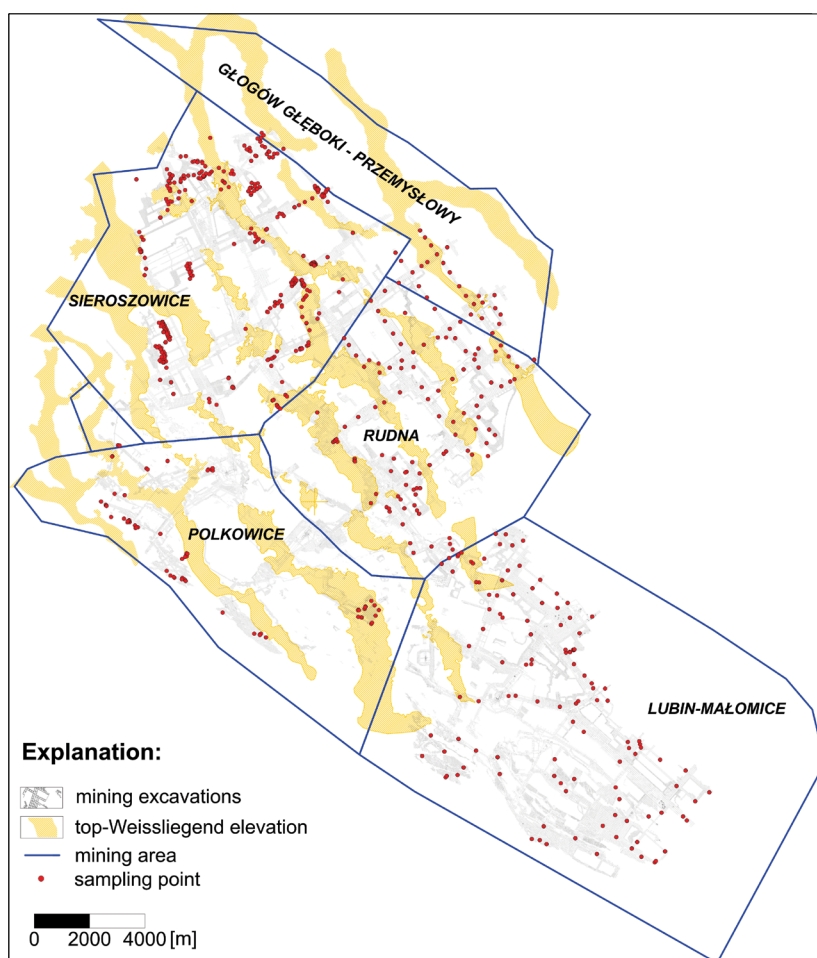 GŁOGÓW GŁĘBOKI - PRZEMYSŁOWY
SIEROSZOWICE
RUDNA
POLKOWICE
LUBIN-MAŁOMICE
Explanation:
mining excavations
top-Weissliegend elevation
mining area
sampling point
0 2000 4000 [m]